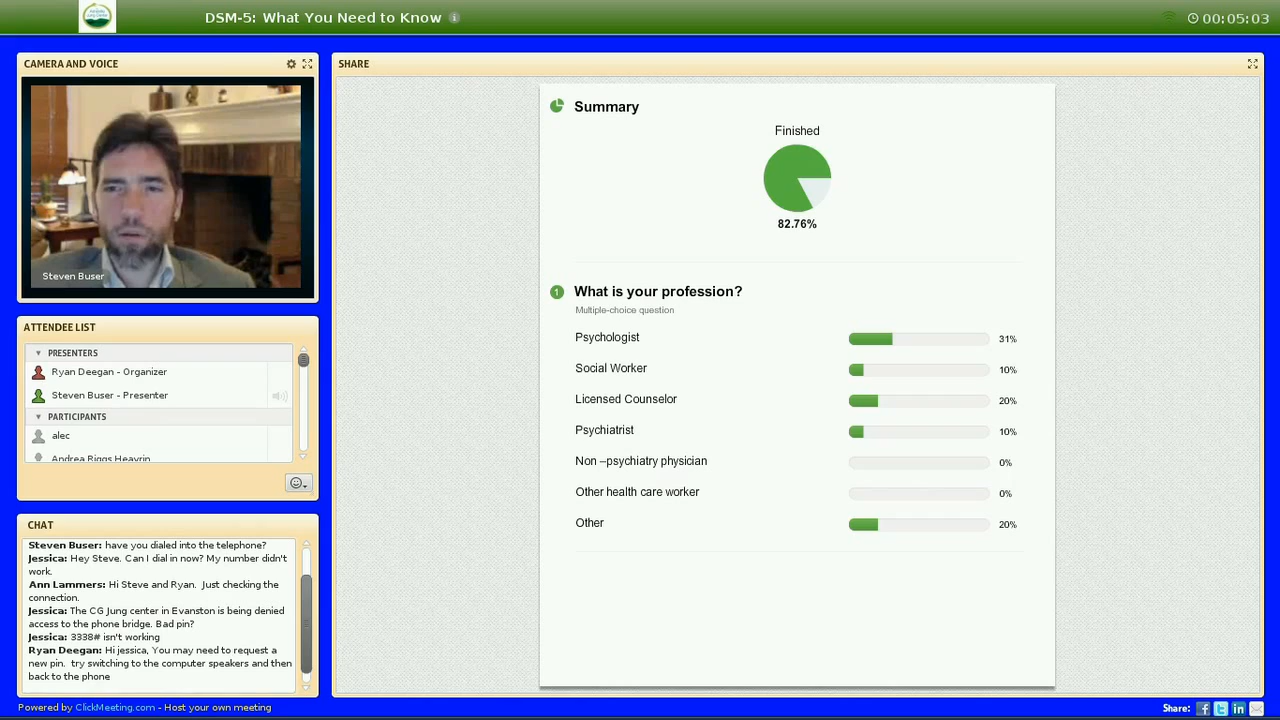 DSM-5: What You Need to Know
00:05:03
CAMERA AND VOICE
Steven Buser
ATTENDEE LIST
PRESENTERS
Ryan Deegan - Organizer
Steven Buser - Presenter
PARTICIPANTS
alec
Andrea Riggs Heavrin
CHAT
Steven Buser: have you dialed into the telephone?
Jessica: Hey Steve. Can I dial in now? My number didn't
work.
Ann Lammers: Hi Steve and Ryan. Just checking the
connection.
Jessica: The CG Jung center in Evanston is being denied
access to the phone bridge. Bad pin?
Jessica: 3338# isn't working
Ryan Deegan: Hi jessica, You may need to request a
new pin. try switching to the computer speakers and then
back to the phone
SHARE
Summary
Finished
82.76%
1 What is your profession?
Multiple-choice question
Psychologist 31%
Social Worker 10%
Licensed Counselor 20%
Psychiatrist 10%
Non –psychiatry physician 0%
Other health care worker 0%
Other 20%
Powered by ClickMeeting.com - Host your own meeting
Share: